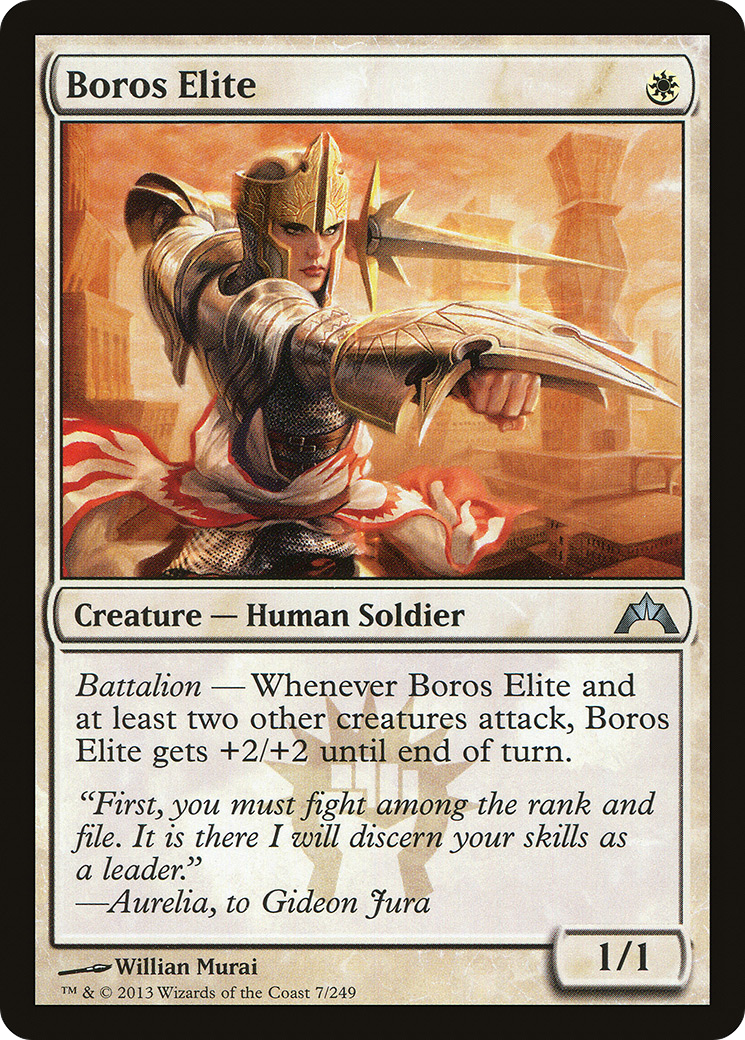 Boros Elite
Creature — Human Soldier
Battalion — Whenever Boros Elite and
at least two other creatures attack, Boros
Elite gets +2/+2 until end of turn.
“First, you must fight among the rank and
file. It is there I will discern your skills as
a leader.”
—Aurelia, to Gideon Jura
1/1
Willian Murai
™ & © 2013 Wizards of the Coast 7/249